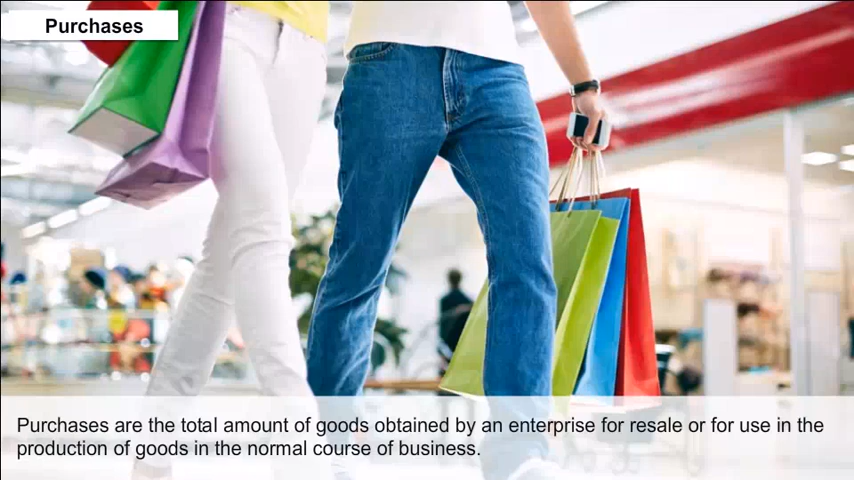 Purchases
Purchases are the total amount of goods obtained by an enterprise for resale or for use in the
production of goods in the normal course of business.